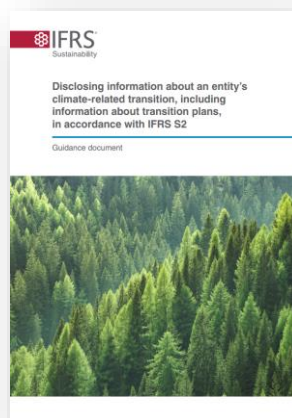 IFRS
Sustainability
Disclosing information about an entity's
climate-related transition, including
information about transition plans,
in accordance with IFRS S2
Guidance document